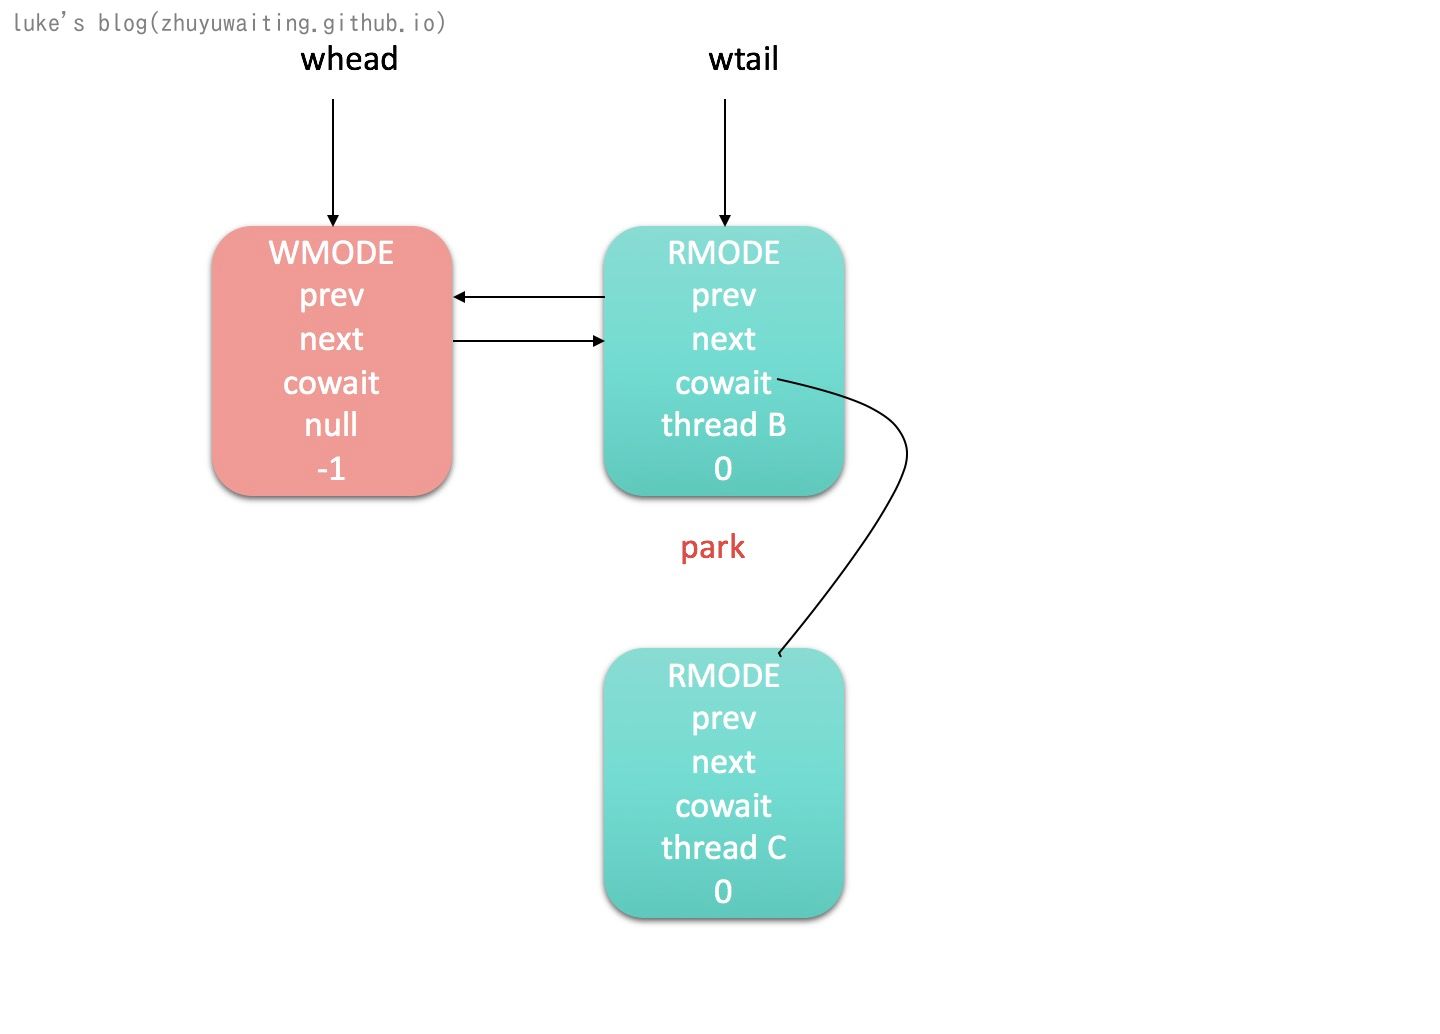 luke's blog(zhuyuwaiting.github.io)
whead
wtail
WMODE
prev
next
cowait
null
-1
RMODE
prev
next
cowait
thread B
0
park
RMODE
prev
next
cowait
thread C
0